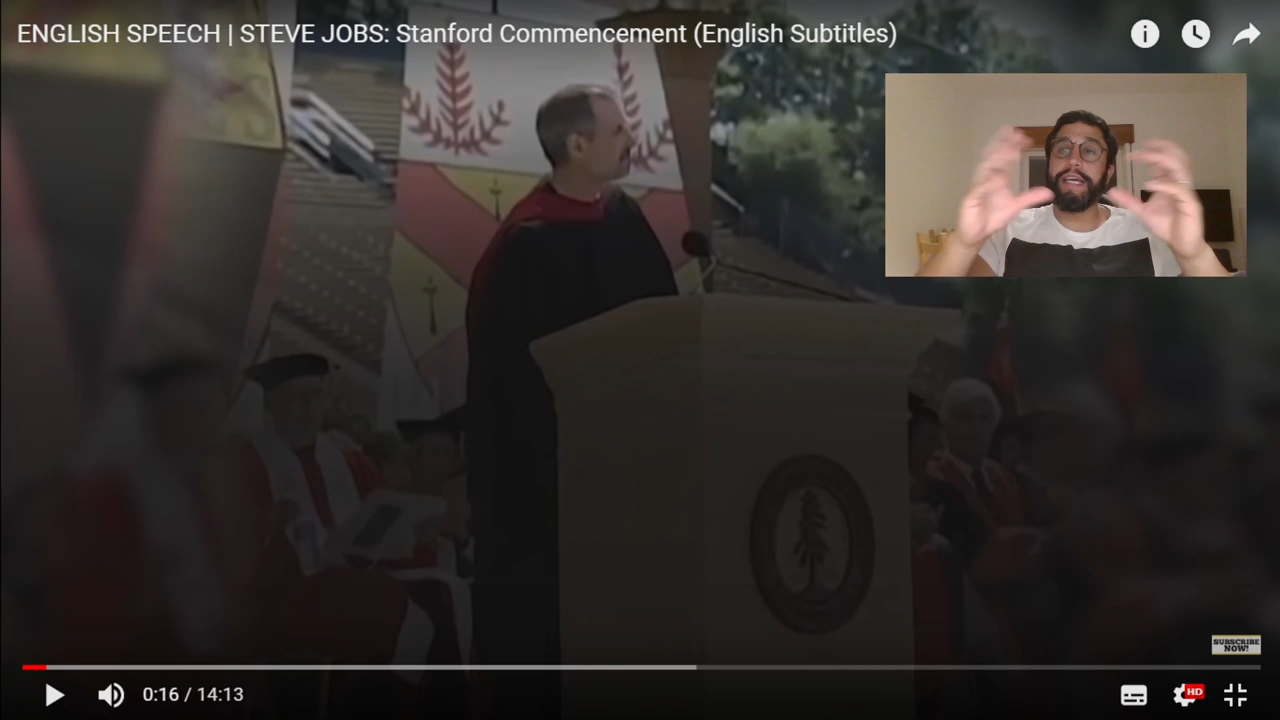 ENGLISH SPEECH | STEVE JOBS: Stanford Commencement (English Subtitles)
SUBSCRIBE
NOW!
0:16 / 14:13
HD